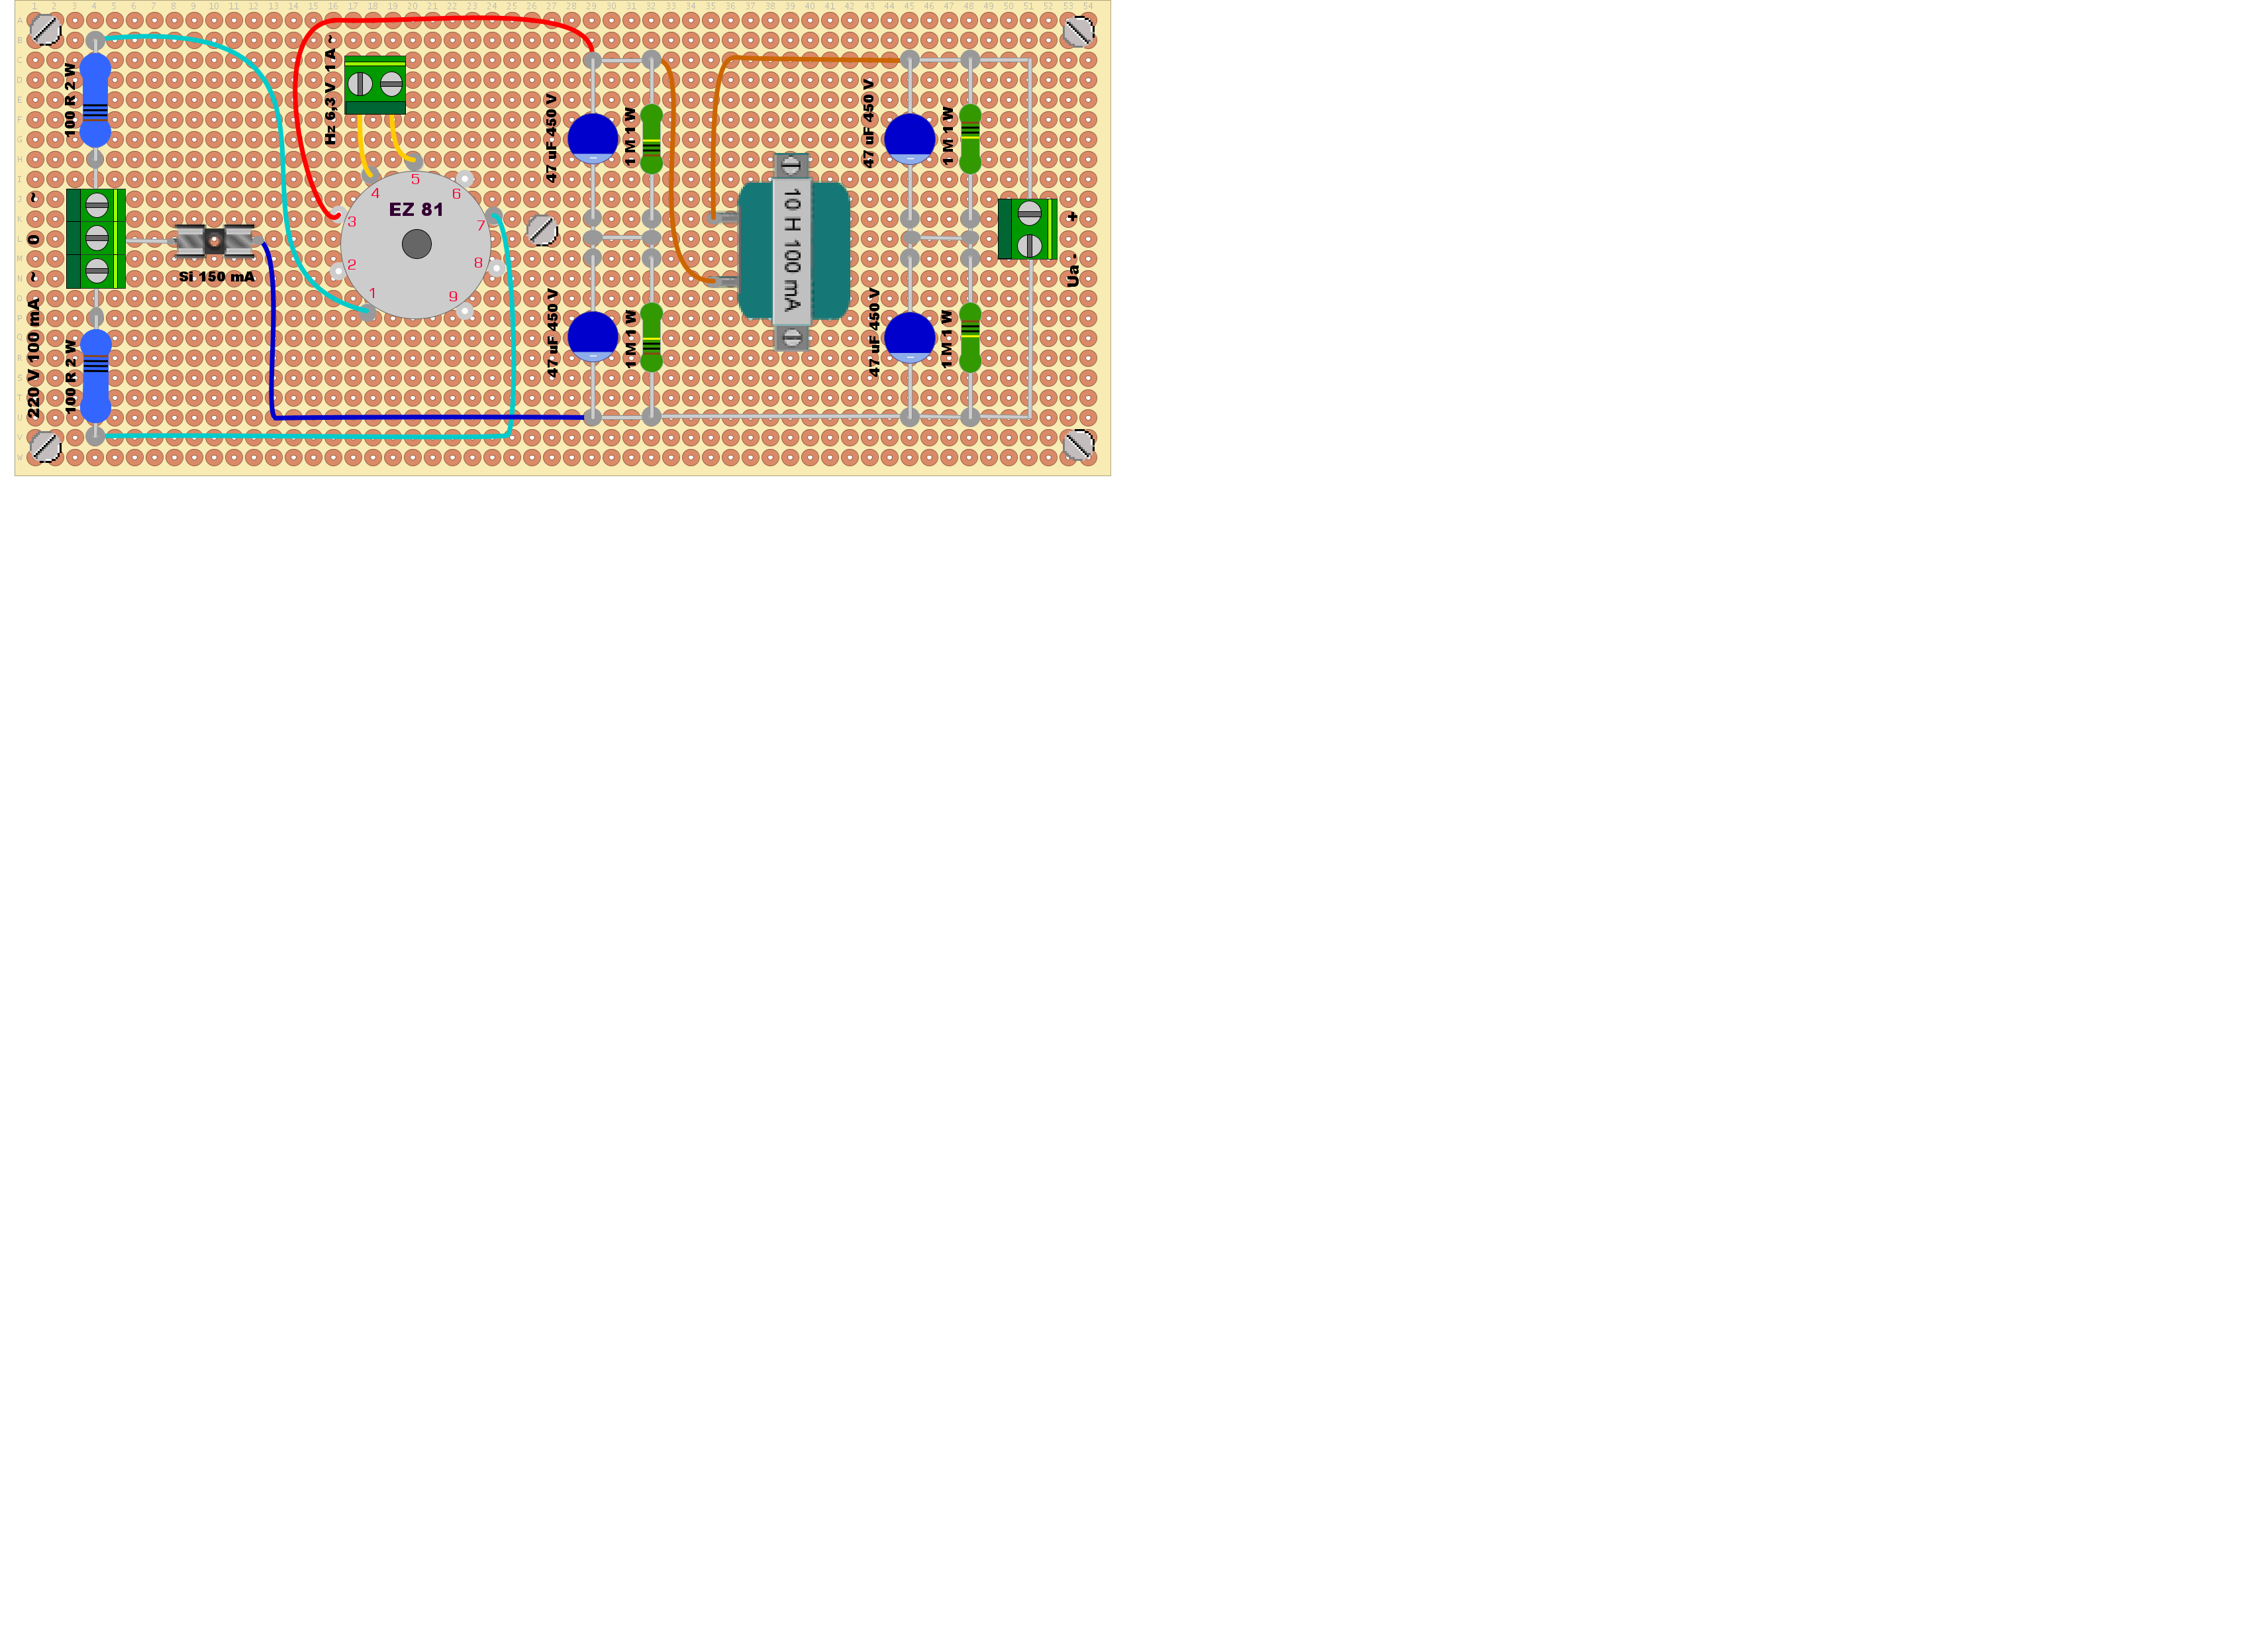 1 2 3 4 5 6 7 8 9 10 11 12 13 14 15 16 17 18 19 20 21 22 23 24 25 26 27 28 29 30 31 32 33 34 35 36 37 38 39 40 41 42 43 44 45 46 47 48 49 50 51 52 53 54
A
B
C
D
E
F
G
H
I
J
K
L
M
N
O
P
Q
R
S
T
U
V
W
220 V 100 mA ~ 0 ~
100 R 2 W
100 R 2 W
Si 150 mA
Hz 6,3 V 1 A ~
EZ 81
1
2
3
4
5
6
7
8
9
47 uF 450 V
1 M 1 W
47 uF 450 V
1 M 1 W
10 H 100 mA
47 uF 450 V
1 M 1 W
47 uF 450 V
1 M 1 W
Ua - +